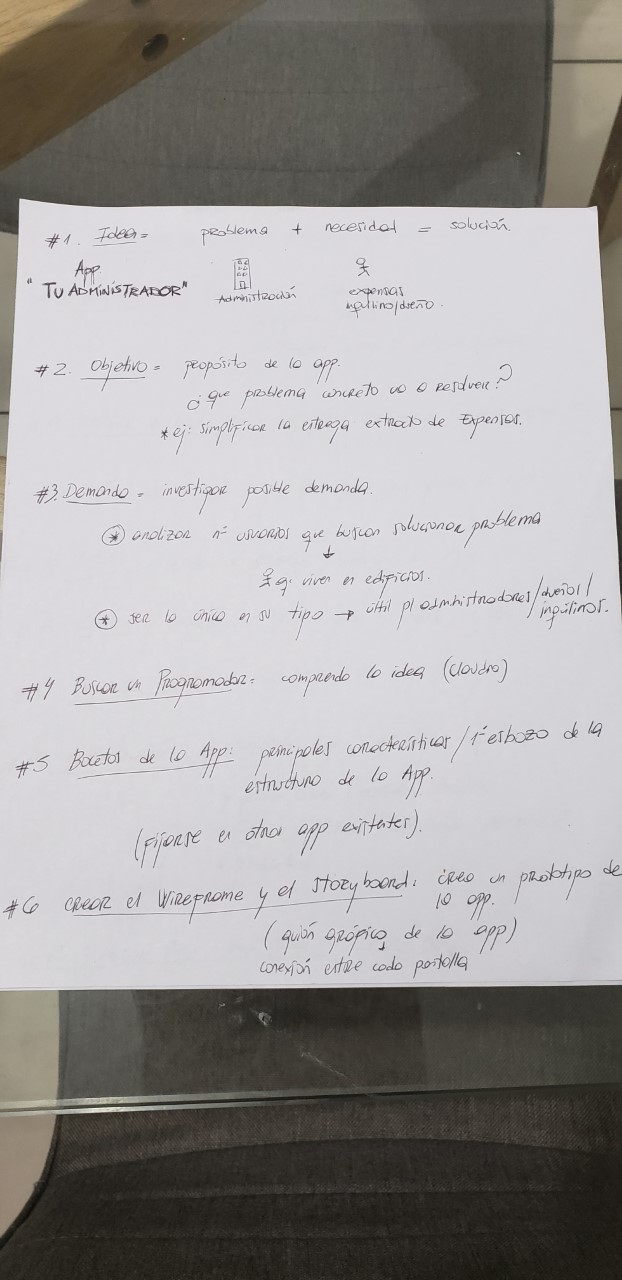 #1. Idea= problema + necesidad = solución.
App
"TU ADMINISTRADOR"
Administración
expensas
inquilino/dueño.
#2. Objetivo = propósito de la app.
¿que problema concreto va a resolver?
* ej: simplificar la entrega extracto de Expensas.
#3. Demanda = investigar posible demanda.
* analizar nº usuarios que buscan solucionar problema
q. viven en edificios.
* ser la única en su tipo → útil p/ administradores/dueños/
inquilinos.
#4 Buscar un Programador= comprenda la idea (Claudio)
#5 Bocetos de la App: principales características / 1º esbozo de la
estructura de la App.
(fijarse en otras app existentes).
#6 CREAR el Wireframe y el Storyboard: creo un prototipo de
la app.
(guión gráfico de la app)
conexión entre cada pantalla